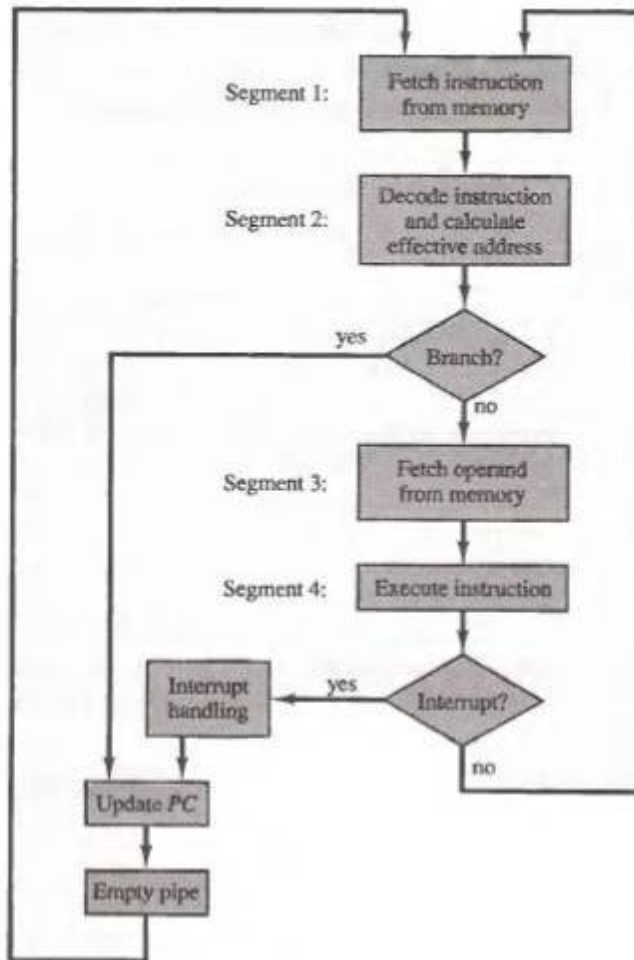 Segment 1:
Fetch instruction
from memory
Segment 2:
Decode instruction
and calculate
effective address
yes
Branch?
no
Segment 3:
Fetch operand
from memory
Segment 4:
Execute instruction
Interrupt
handling
yes
Interrupt?
no
Update PC
Empty pipe